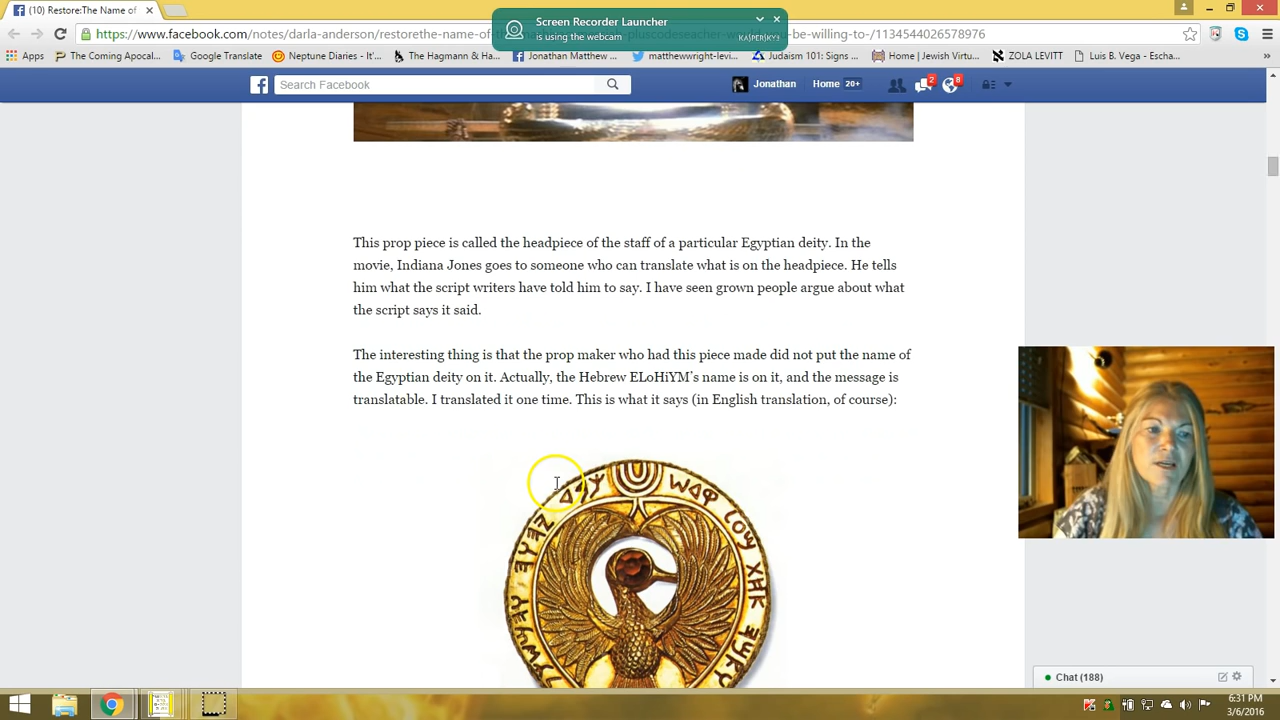 (10) Restore:The Name of
Screen Recorder Launcher
is using the webcam
KASPERSKY
https://www.facebook.com/notes/darla-anderson/restorethe-name-of-
-pluscodeseacher-wo
u-be-willing-to-/1134544026578976
Apps
The Coming Apocal...
Google Translate
Neptune Diaries - It'...
The Hagmann & Hag...
Jonathan Matthew ...
matthewwright-levi...
Judaism 101: Signs ...
Home | Jewish Virtu...
ZOLA LEVITT
Luis B. Vega - Escha...
Search Facebook
Jonathan
Home 20+
2
8
This prop piece is called the headpiece of the staff of a particular Egyptian deity. In the
movie, Indiana Jones goes to someone who can translate what is on the headpiece. He tells
him what the script writers have told him to say. I have seen grown people argue about what
the script says it said.
The interesting thing is that the prop maker who had this piece made did not put the name of
the Egyptian deity on it. Actually, the Hebrew ELoHiYM’s name is on it, and the message is
translatable. I translated it one time. This is what it says (in English translation, of course):
Chat (188)
6:31 PM
3/6/2016